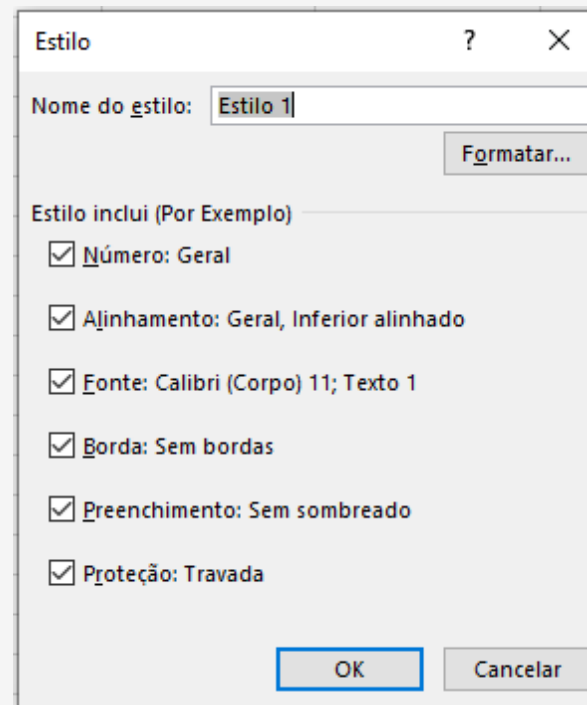 Estilo ?
Nome do estilo: Estilo 1
Formatar...
Estilo inclui (Por Exemplo)
Número: Geral
Alinhamento: Geral, Inferior alinhado
Fonte: Calibri (Corpo) 11; Texto 1
Borda: Sem bordas
Preenchimento: Sem sombreado
Proteção: Travada
OK Cancelar